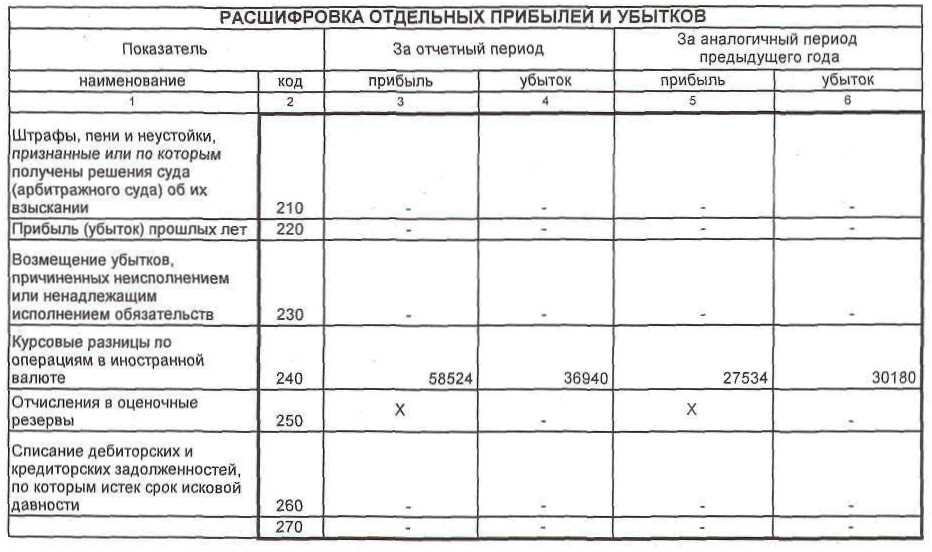 РАСШИФРОВКА ОТДЕЛЬНЫХ ПРИБЫЛЕЙ И УБЫТКОВ
Показатель За отчетный период За аналогичный период
предыдущего года
наименование код прибыль убыток прибыль убыток
1 2 3 4 5 6
Штрафы, пени и неустойки,
признанные или по которым
получены решения суда
(арбитражного суда) об их
взыскании 210 - - - -
Прибыль (убыток) прошлых лет 220 - - - -
Возмещение убытков,
причиненных неисполнением
или ненадлежащим
исполнением обязательств 230 - - - -
Курсовые разницы по
операциям в иностранной
валюте 240 58524 36940 27534 30180
Отчисления в оценочные
резервы 250 Х - Х -
Списание дебиторских и
кредиторских задолженностей,
по которым истек срок исковой
давности 260 - - - -
270 - - - -